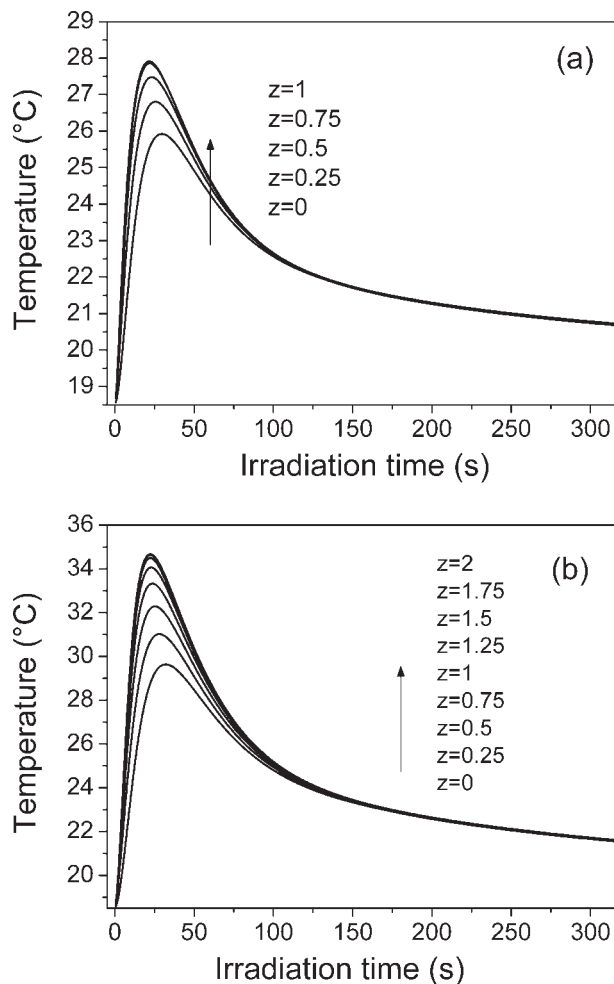 (a)
z=1
z=0.75
z=0.5
z=0.25
z=0
Temperature (°C)
29
28
27
26
25
24
23
22
21
20
19
18
0 50 100 150 200 250 300
Irradiation time (s)
(b)
z=2
z=1.75
z=1.5
z=1.25
z=1
z=0.75
z=0.5
z=0.25
z=0
Temperature (°C)
36
34
32
30
28
26
24
22
20
0 50 100 150 200 250 300
Irradiation time (s)